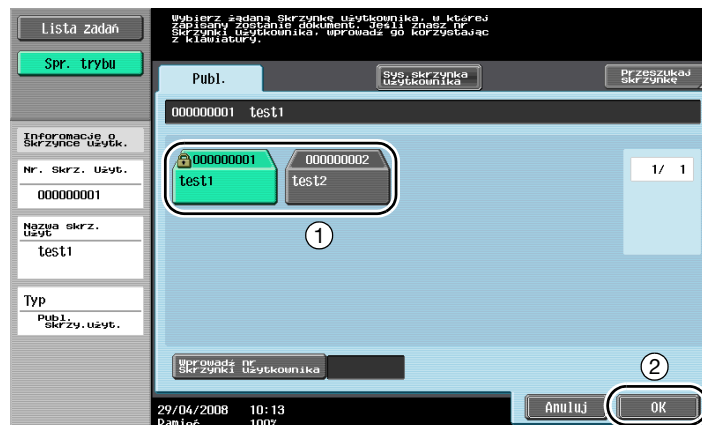 Lista zadań
Spr. trybu
Wybierz żądaną Skrzynkę użytkownika, w której
zapisany zostanie dokument. Jeśli znasz nr
Skrzynki Użytkownika, wprowadź go korzystając
z klawiatury.
Publ.
Sys.skrzynka
użytkownika
Przeszukaj
skrzynkę
000000001 test1
Inforomacje o
Skrzynce użytk.
Nr. Skrz. Użyt.
000000001
Nazwa skrz.
użyt
test1
Typ
Publ.
skrzy.użyt.
000000001
test1
000000002
test2
1/ 1
1
Wprowadź nr
Skrzynki Użytkownika
2
Anuluj
OK
29/04/2008 10:13
Pamięć 100%